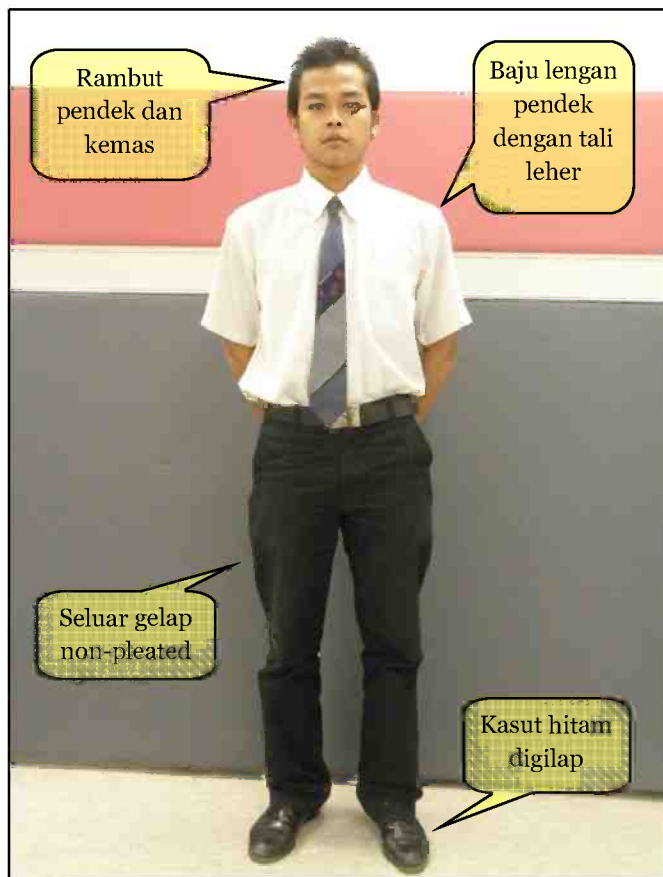 Rambut
pendek dan
kemas
Baju lengan
pendek
dengan tali
leher
Seluar gelap
non-pleated
Kasut hitam
digilap